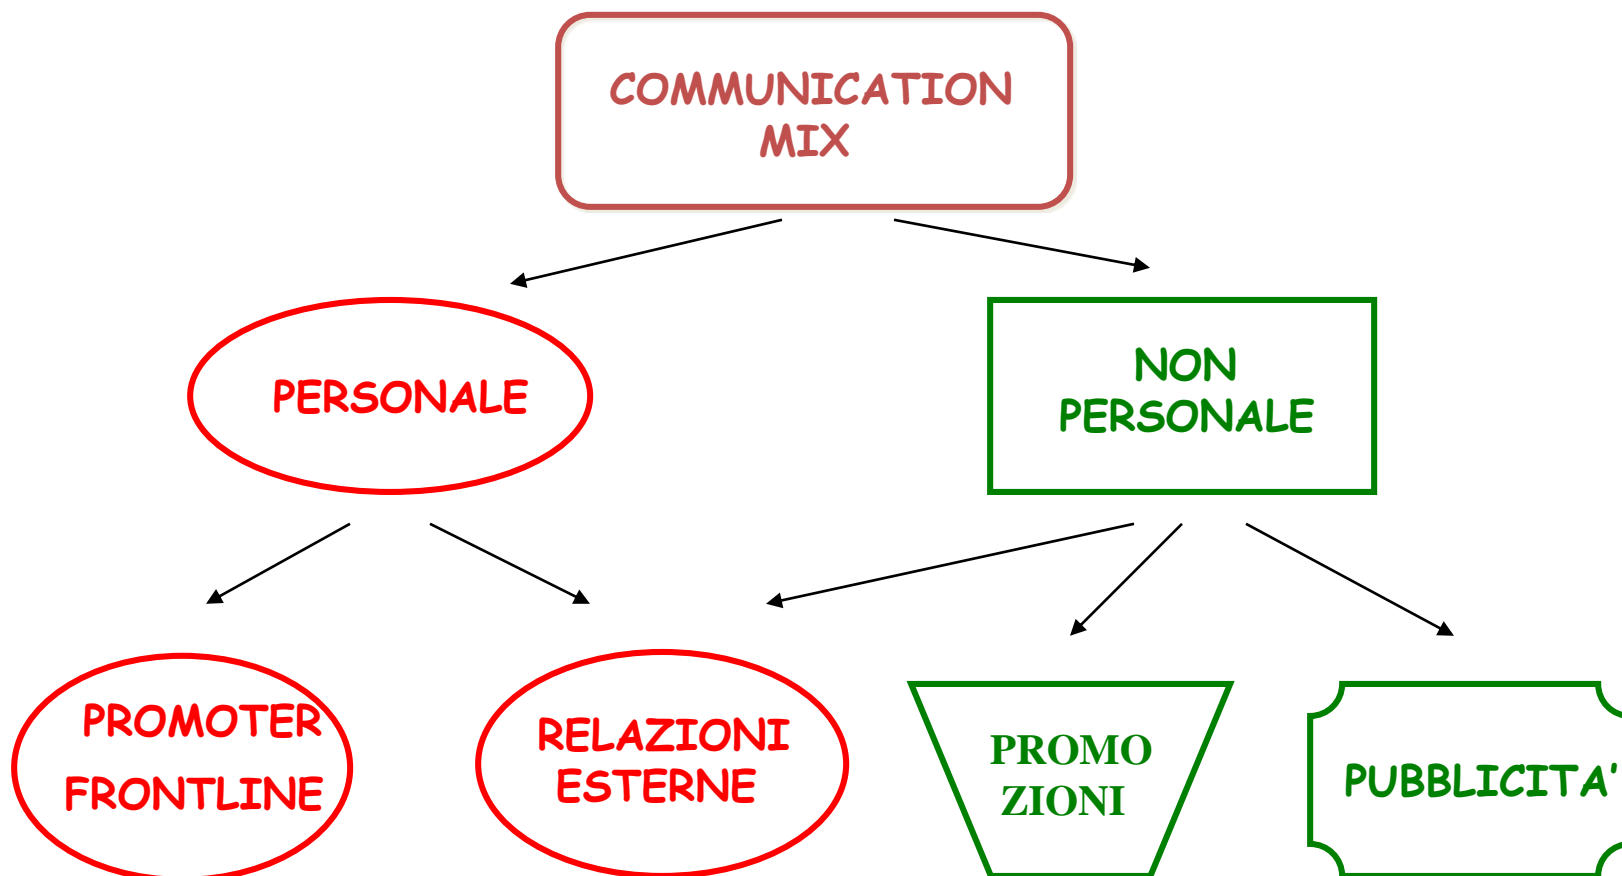 COMMUNICATION
MIX
PERSONALE
NON
PERSONALE
PROMOTER
FRONTLINE
RELAZIONI
ESTERNE
PROMO
ZIONI
PUBBLICITA'